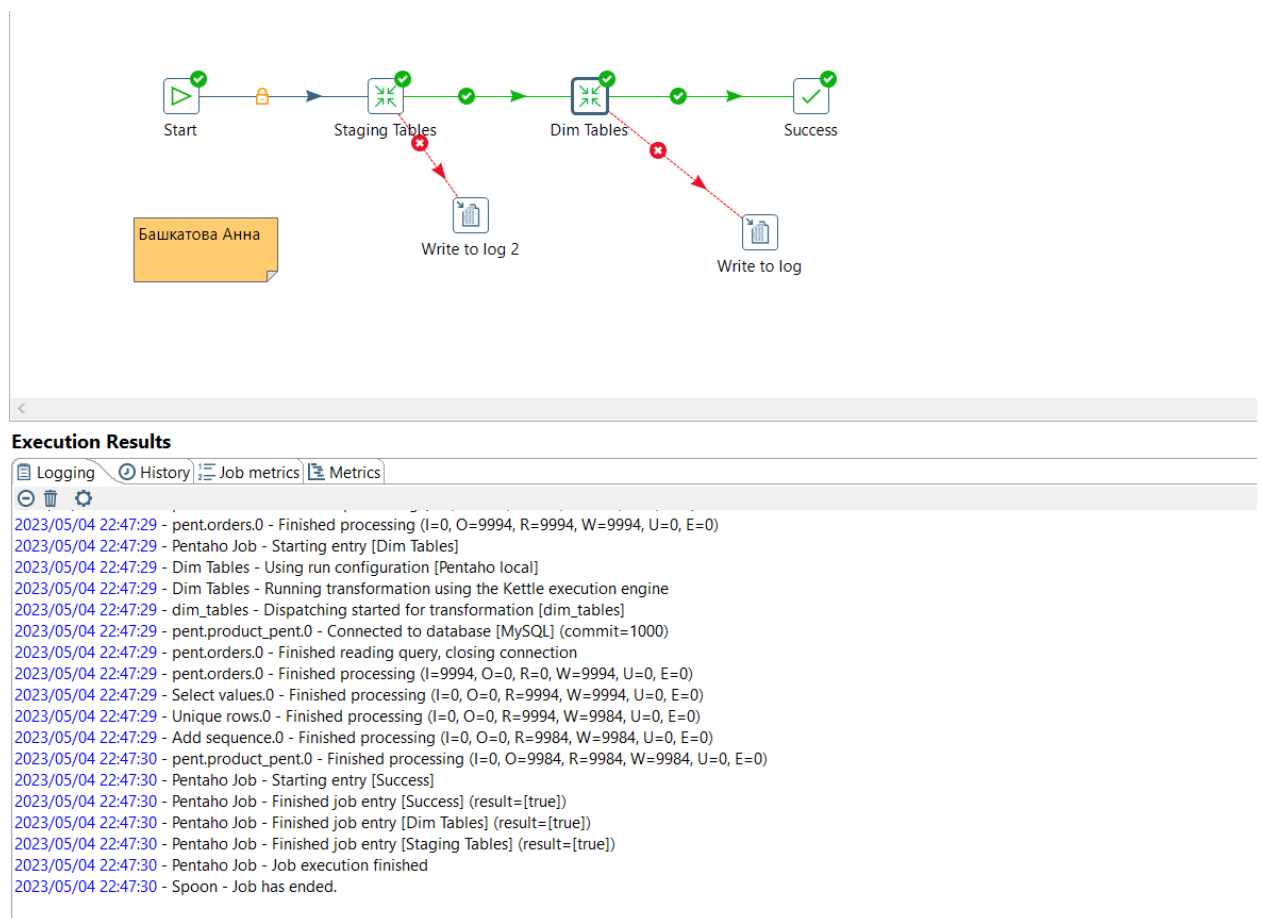 Start
Staging Tables
Dim Tables
Success
Башкатова Анна
Write to log 2
Write to log
Execution Results
Logging History Job metrics Metrics
2023/05/04 22:47:29 - pent.orders.0 - Finished processing (I=0, O=9994, R=9994, W=9994, U=0, E=0)
2023/05/04 22:47:29 - Pentaho Job - Starting entry [Dim Tables]
2023/05/04 22:47:29 - Dim Tables - Using run configuration [Pentaho local]
2023/05/04 22:47:29 - Dim Tables - Running transformation using the Kettle execution engine
2023/05/04 22:47:29 - dim_tables - Dispatching started for transformation [dim_tables]
2023/05/04 22:47:29 - pent.product_pent.0 - Connected to database [MySQL] (commit=1000)
2023/05/04 22:47:29 - pent.orders.0 - Finished reading query, closing connection
2023/05/04 22:47:29 - pent.orders.0 - Finished processing (I=9994, O=0, R=0, W=9994, U=0, E=0)
2023/05/04 22:47:29 - Select values.0 - Finished processing (I=0, O=0, R=9994, W=9994, U=0, E=0)
2023/05/04 22:47:29 - Unique rows.0 - Finished processing (I=0, O=0, R=9994, W=9984, U=0, E=0)
2023/05/04 22:47:29 - Add sequence.0 - Finished processing (I=0, O=0, R=9984, W=9984, U=0, E=0)
2023/05/04 22:47:30 - pent.product_pent.0 - Finished processing (I=0, O=9984, R=9984, W=9984, U=0, E=0)
2023/05/04 22:47:30 - Pentaho Job - Starting entry [Success]
2023/05/04 22:47:30 - Pentaho Job - Finished job entry [Success] (result=[true])
2023/05/04 22:47:30 - Pentaho Job - Finished job entry [Dim Tables] (result=[true])
2023/05/04 22:47:30 - Pentaho Job - Finished job entry [Staging Tables] (result=[true])
2023/05/04 22:47:30 - Pentaho Job - Job execution finished
2023/05/04 22:47:30 - Spoon - Job has ended.